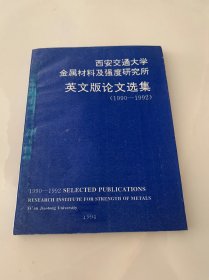 西安交通大学
金属材料及强度研究所
英文版论文选集
(1990—1992)
1990—1992 SELECTED PUBLICATIONS
RESEARCH INSTITUTE FOR STRENGTH OF METALS
Xi'an Jiaotong University
1994